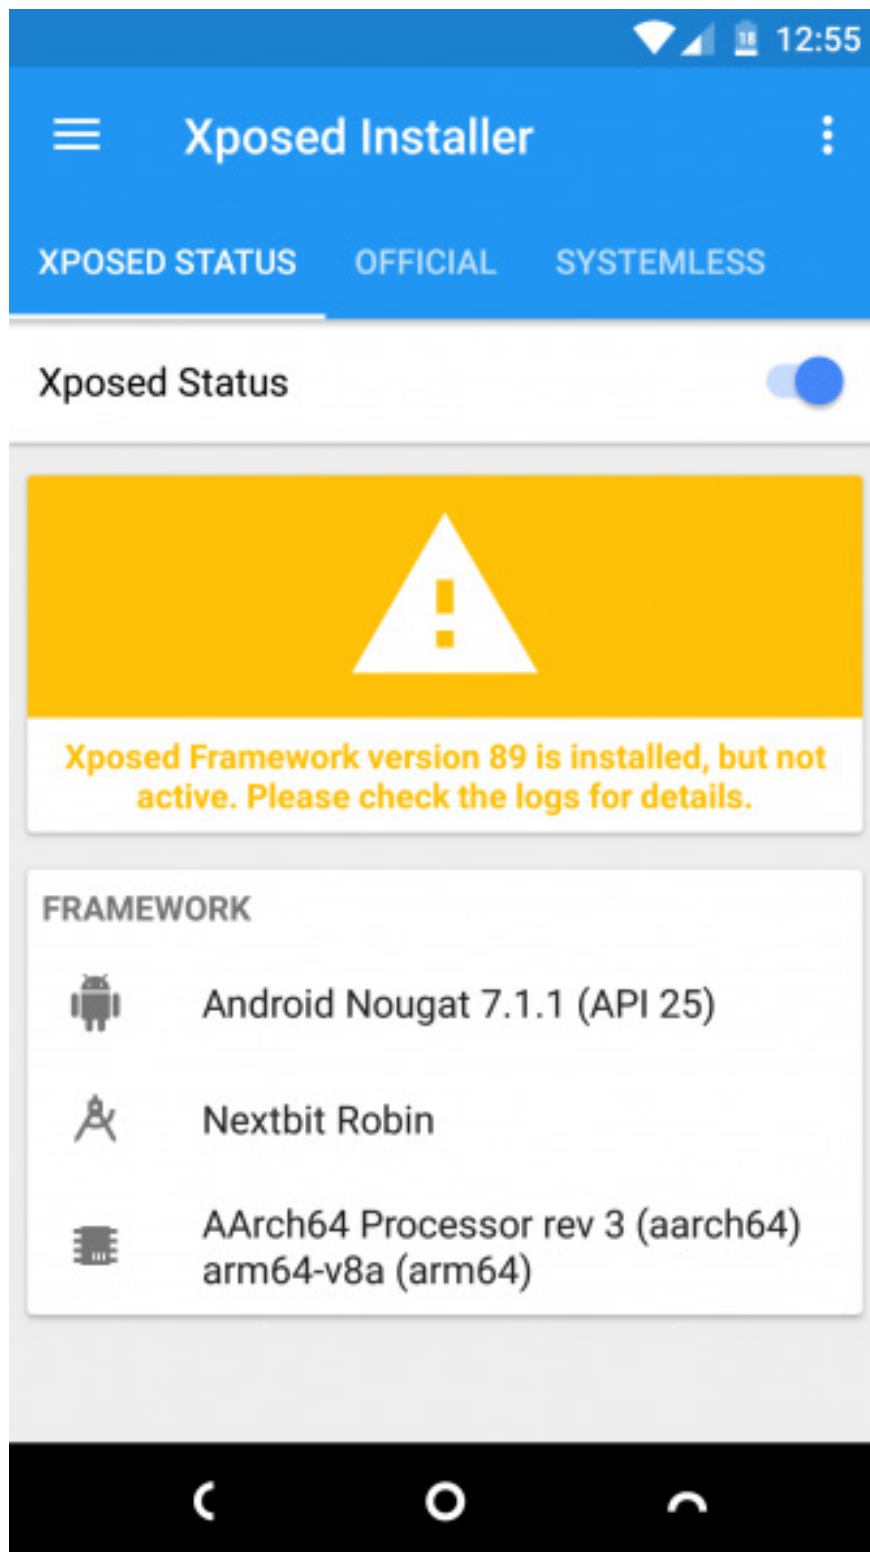 18 12:55
Xposed Installer
XPOSED STATUS OFFICIAL SYSTEMLESS
Xposed Status
Xposed Framework version 89 is installed, but not
active. Please check the logs for details.
FRAMEWORK
Android Nougat 7.1.1 (API 25)
Nextbit Robin
AArch64 Processor rev 3 (aarch64)
arm64-v8a (arm64)